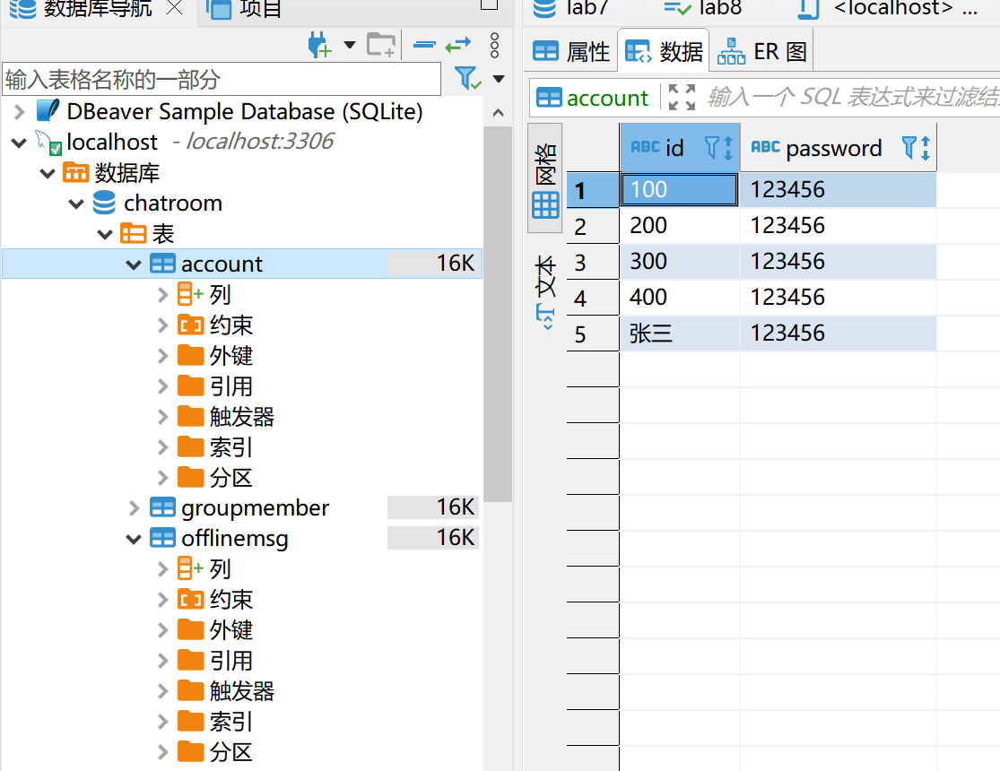 数据库导航
项目
输入表格名称的一部分
DBeaver Sample Database (SQLite)
localhost - localhost:3306
数据库
chatroom
表
account 16K
列
约束
外键
引用
触发器
索引
分区
groupmember 16K
offlinemsg 16K
列
约束
外键
引用
触发器
索引
分区
lab7
lab8
<localhost> ...
属性
数据
ER 图
account
输入一个 SQL 表达式来过滤结
网格
文本
ABC id
ABC password
1 100 123456
2 200 123456
3 300 123456
4 400 123456
5 张三 123456